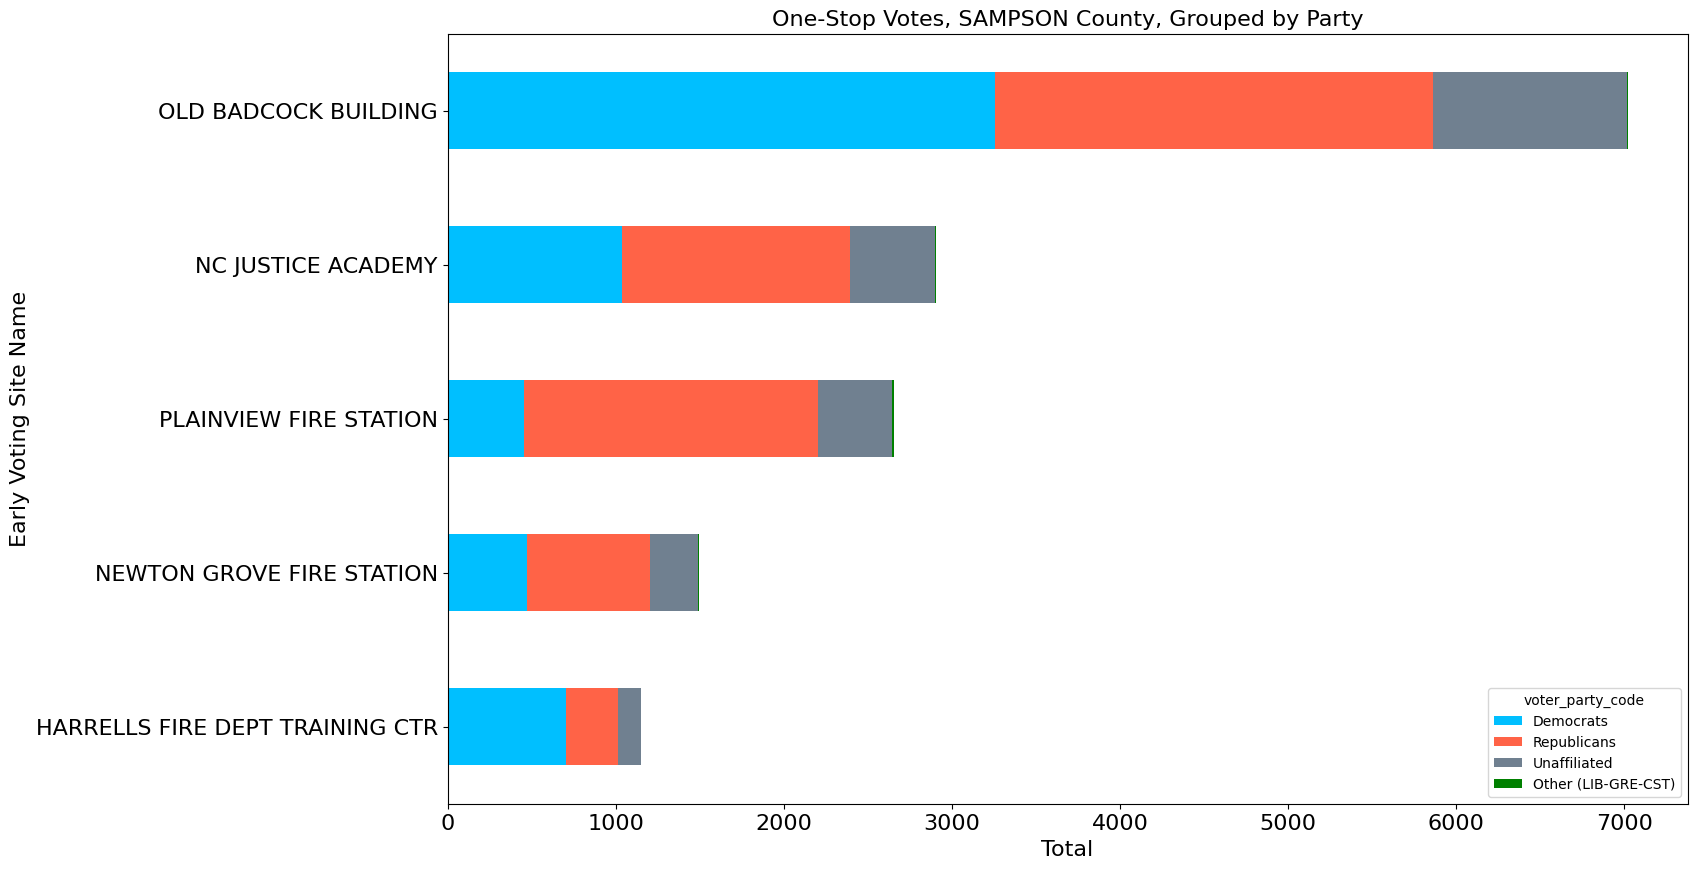 One-Stop Votes, SAMPSON County, Grouped by Party
Early Voting Site Name
OLD BADCOCK BUILDING
NC JUSTICE ACADEMY
PLAINVIEW FIRE STATION
NEWTON GROVE FIRE STATION
HARRELLS FIRE DEPT TRAINING CTR
voter_party_code
Democrats
Republicans
Unaffiliated
Other (LIB-GRE-CST)
0 1000 2000 3000 4000 5000 6000 7000
Total